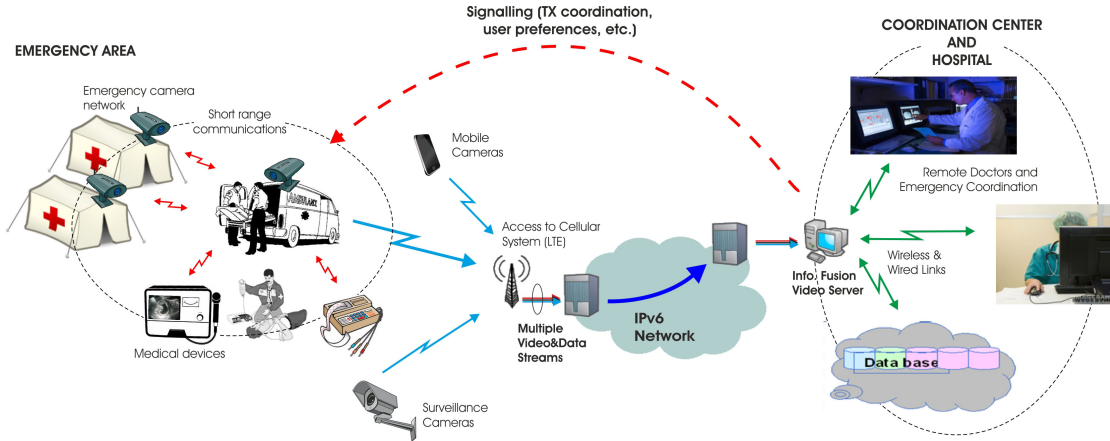 Signalling (TX coordination,
user preferences, etc.)
COORDINATION CENTER
AND
HOSPITAL
EMERGENCY AREA
Emergency camera
network
Short range
communications
Mobile
Cameras
AMBULANX
Remote Doctors and
Emergency Coordination
Access to Cellular
System (LTE)
Wireless &
Wired Links
Info. Fusion
Video Server
IPv6
Network
Multiple
Video&Data
Streams
Medical devices
Data base
Surveillance
Cameras